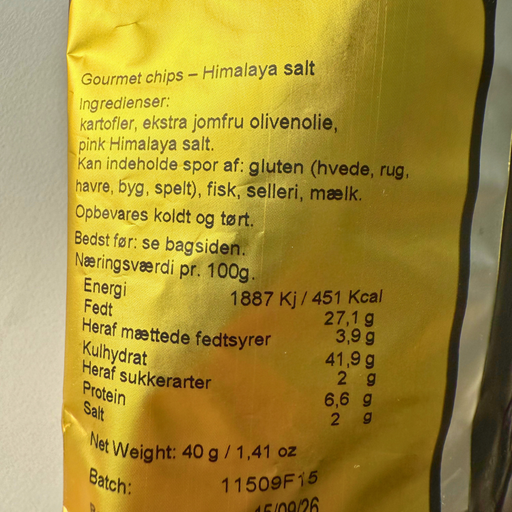 Gourmet chips – Himalaya salt
Ingredienser:
kartofler, ekstra jomfru olivenolie,
pink Himalaya salt.
Kan indeholde spor af: gluten (hvede, rug,
havre, byg, spelt), fisk, selleri, mælk.
Opbevares koldt og tørt.
Bedst før: se bagsiden.
Næringsværdi pr. 100g.
Energi 1887 Kj / 451 Kcal
Fedt 27,1 g
Heraf mættede fedtsyrer 3,9 g
Kulhydrat 41,9 g
Heraf sukkerarter 2 g
Protein 6,6 g
Salt 2 g
Net Weight: 40 g / 1,41 oz
Batch: 11509F15
15/09/26